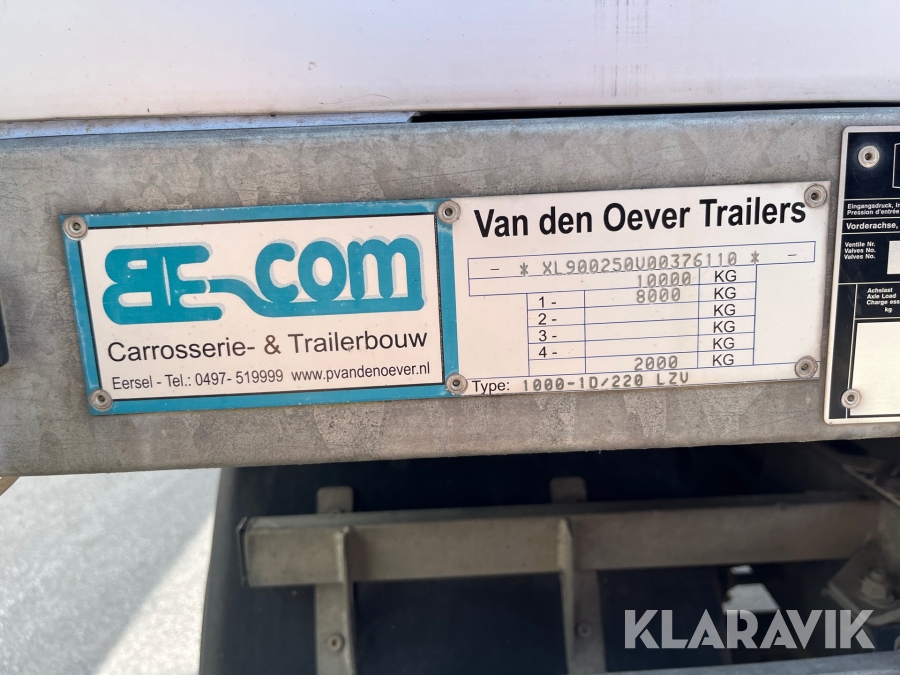 BE-com
Carrosserie- & Trailerbouw
Eersel - Tel.: 0497- 519999 www.pvandenoever.nl
Van den Oever Trailers
- * XL900250V00376110 * -
10000 KG
1 - 8000 KG
2 - KG
3 - KG
4 - KG
2000 KG
Type: 1000-1D/220 LZV
Eingangsdruck, In
Pression d'entrée
Vorderachse,
Ventile Nr.
Valves No.
Valves No.
Achslast
Axle Load
Charge ess
kg
KLARAVIK